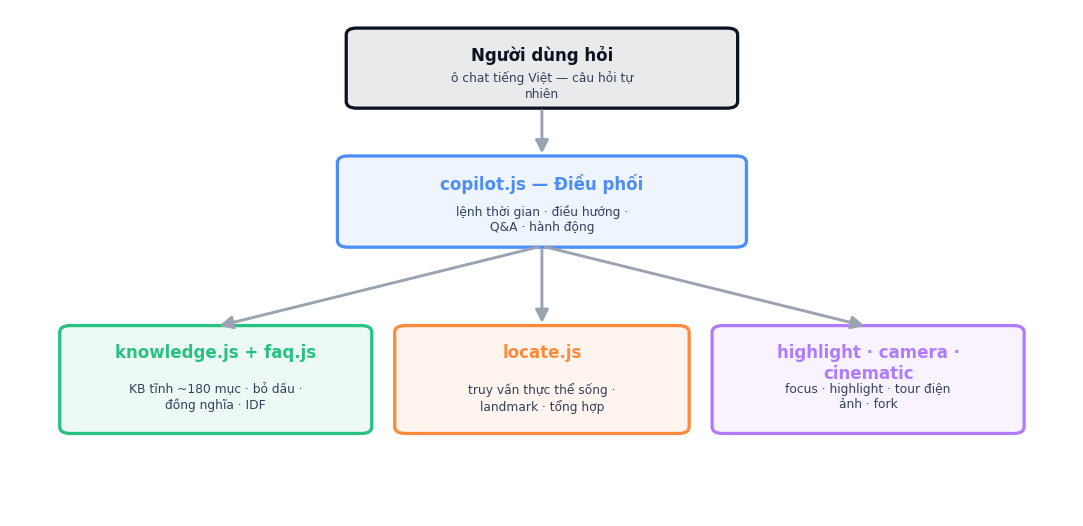 Người dùng hỏi
ô chat tiếng Việt — câu hỏi tự
nhiên
copilot.js — Điều phối
lệnh thời gian · điều hướng ·
Q&A · hành động
knowledge.js + faq.js
KB tĩnh ~180 mục · bỏ dấu ·
đồng nghĩa · IDF
locate.js
truy vấn thực thể sống ·
landmark · tổng hợp
highlight · camera ·
cinematic
focus · highlight · tour điện
ảnh · fork